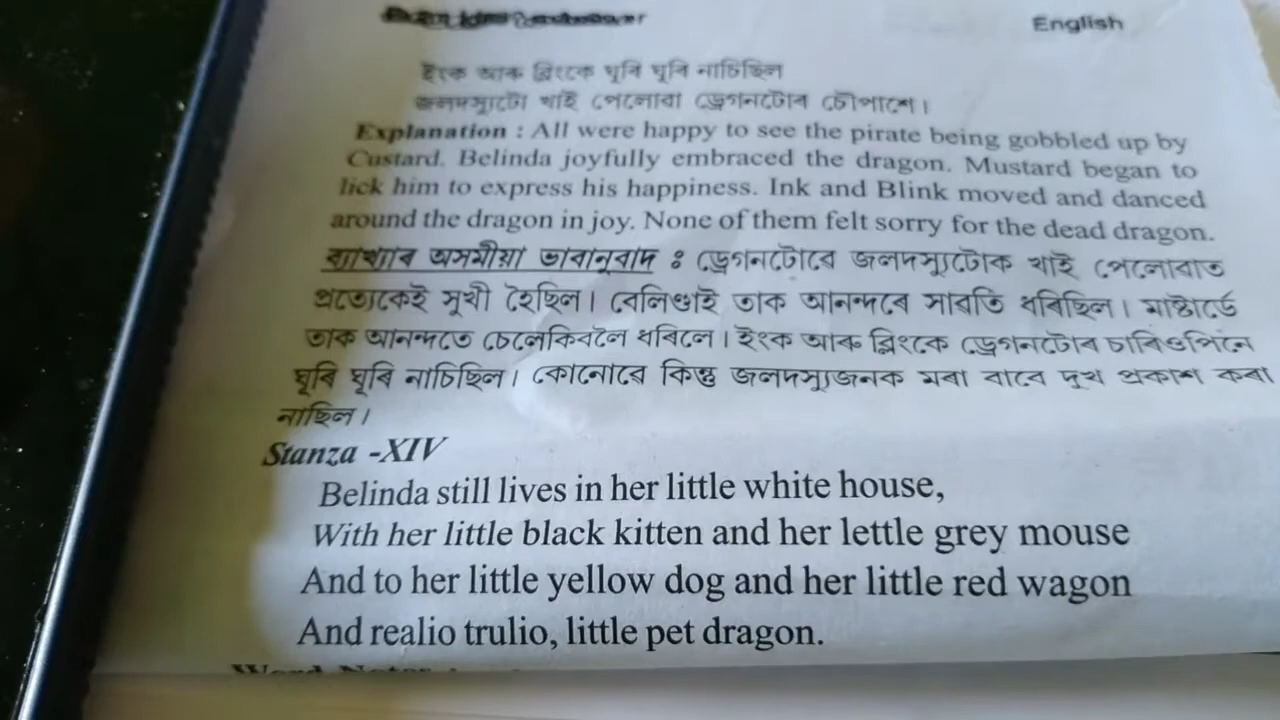 English
ইংক আৰু ব্লিংকে ঘূৰি ঘূৰি নাচিছিল
জলদস্যুটো খাই পেলোৱা ড্ৰেগনটোৰ চৌপাশে।
Explanation : All were happy to see the pirate being gobbled up by
Custard. Belinda joyfully embraced the dragon. Mustard began to
lick him to express his happiness. Ink and Blink moved and danced
around the dragon in joy. None of them felt sorry for the dead dragon.
ব্যাখ্যাৰ অসমীয়া ভাবানুবাদ : ড্ৰেগনটোৱে জলদস্যুটোক খাই পেলোৱাত
প্ৰত্যেকেই সুখী হৈছিল। বেলিণ্ডাই তাক আনন্দৰে সাৱতি ধৰিছিল। মাষ্টাৰ্ডে
তাক আনন্দতে চেলেকিবলৈ ধৰিলে। ইংক আৰু ব্লিংকে ড্ৰেগনটোৰ চাৰিওপিনে
ঘূৰি ঘূৰি নাচিছিল। কোনোৱে কিন্তু জলদস্যুজনক মৰা বাবে দুখ প্ৰকাশ কৰা
নাছিল।
Stanza -XIV
Belinda still lives in her little white house,
With her little black kitten and her lettle grey mouse
And to her little yellow dog and her little red wagon
And realio trulio, little pet dragon.